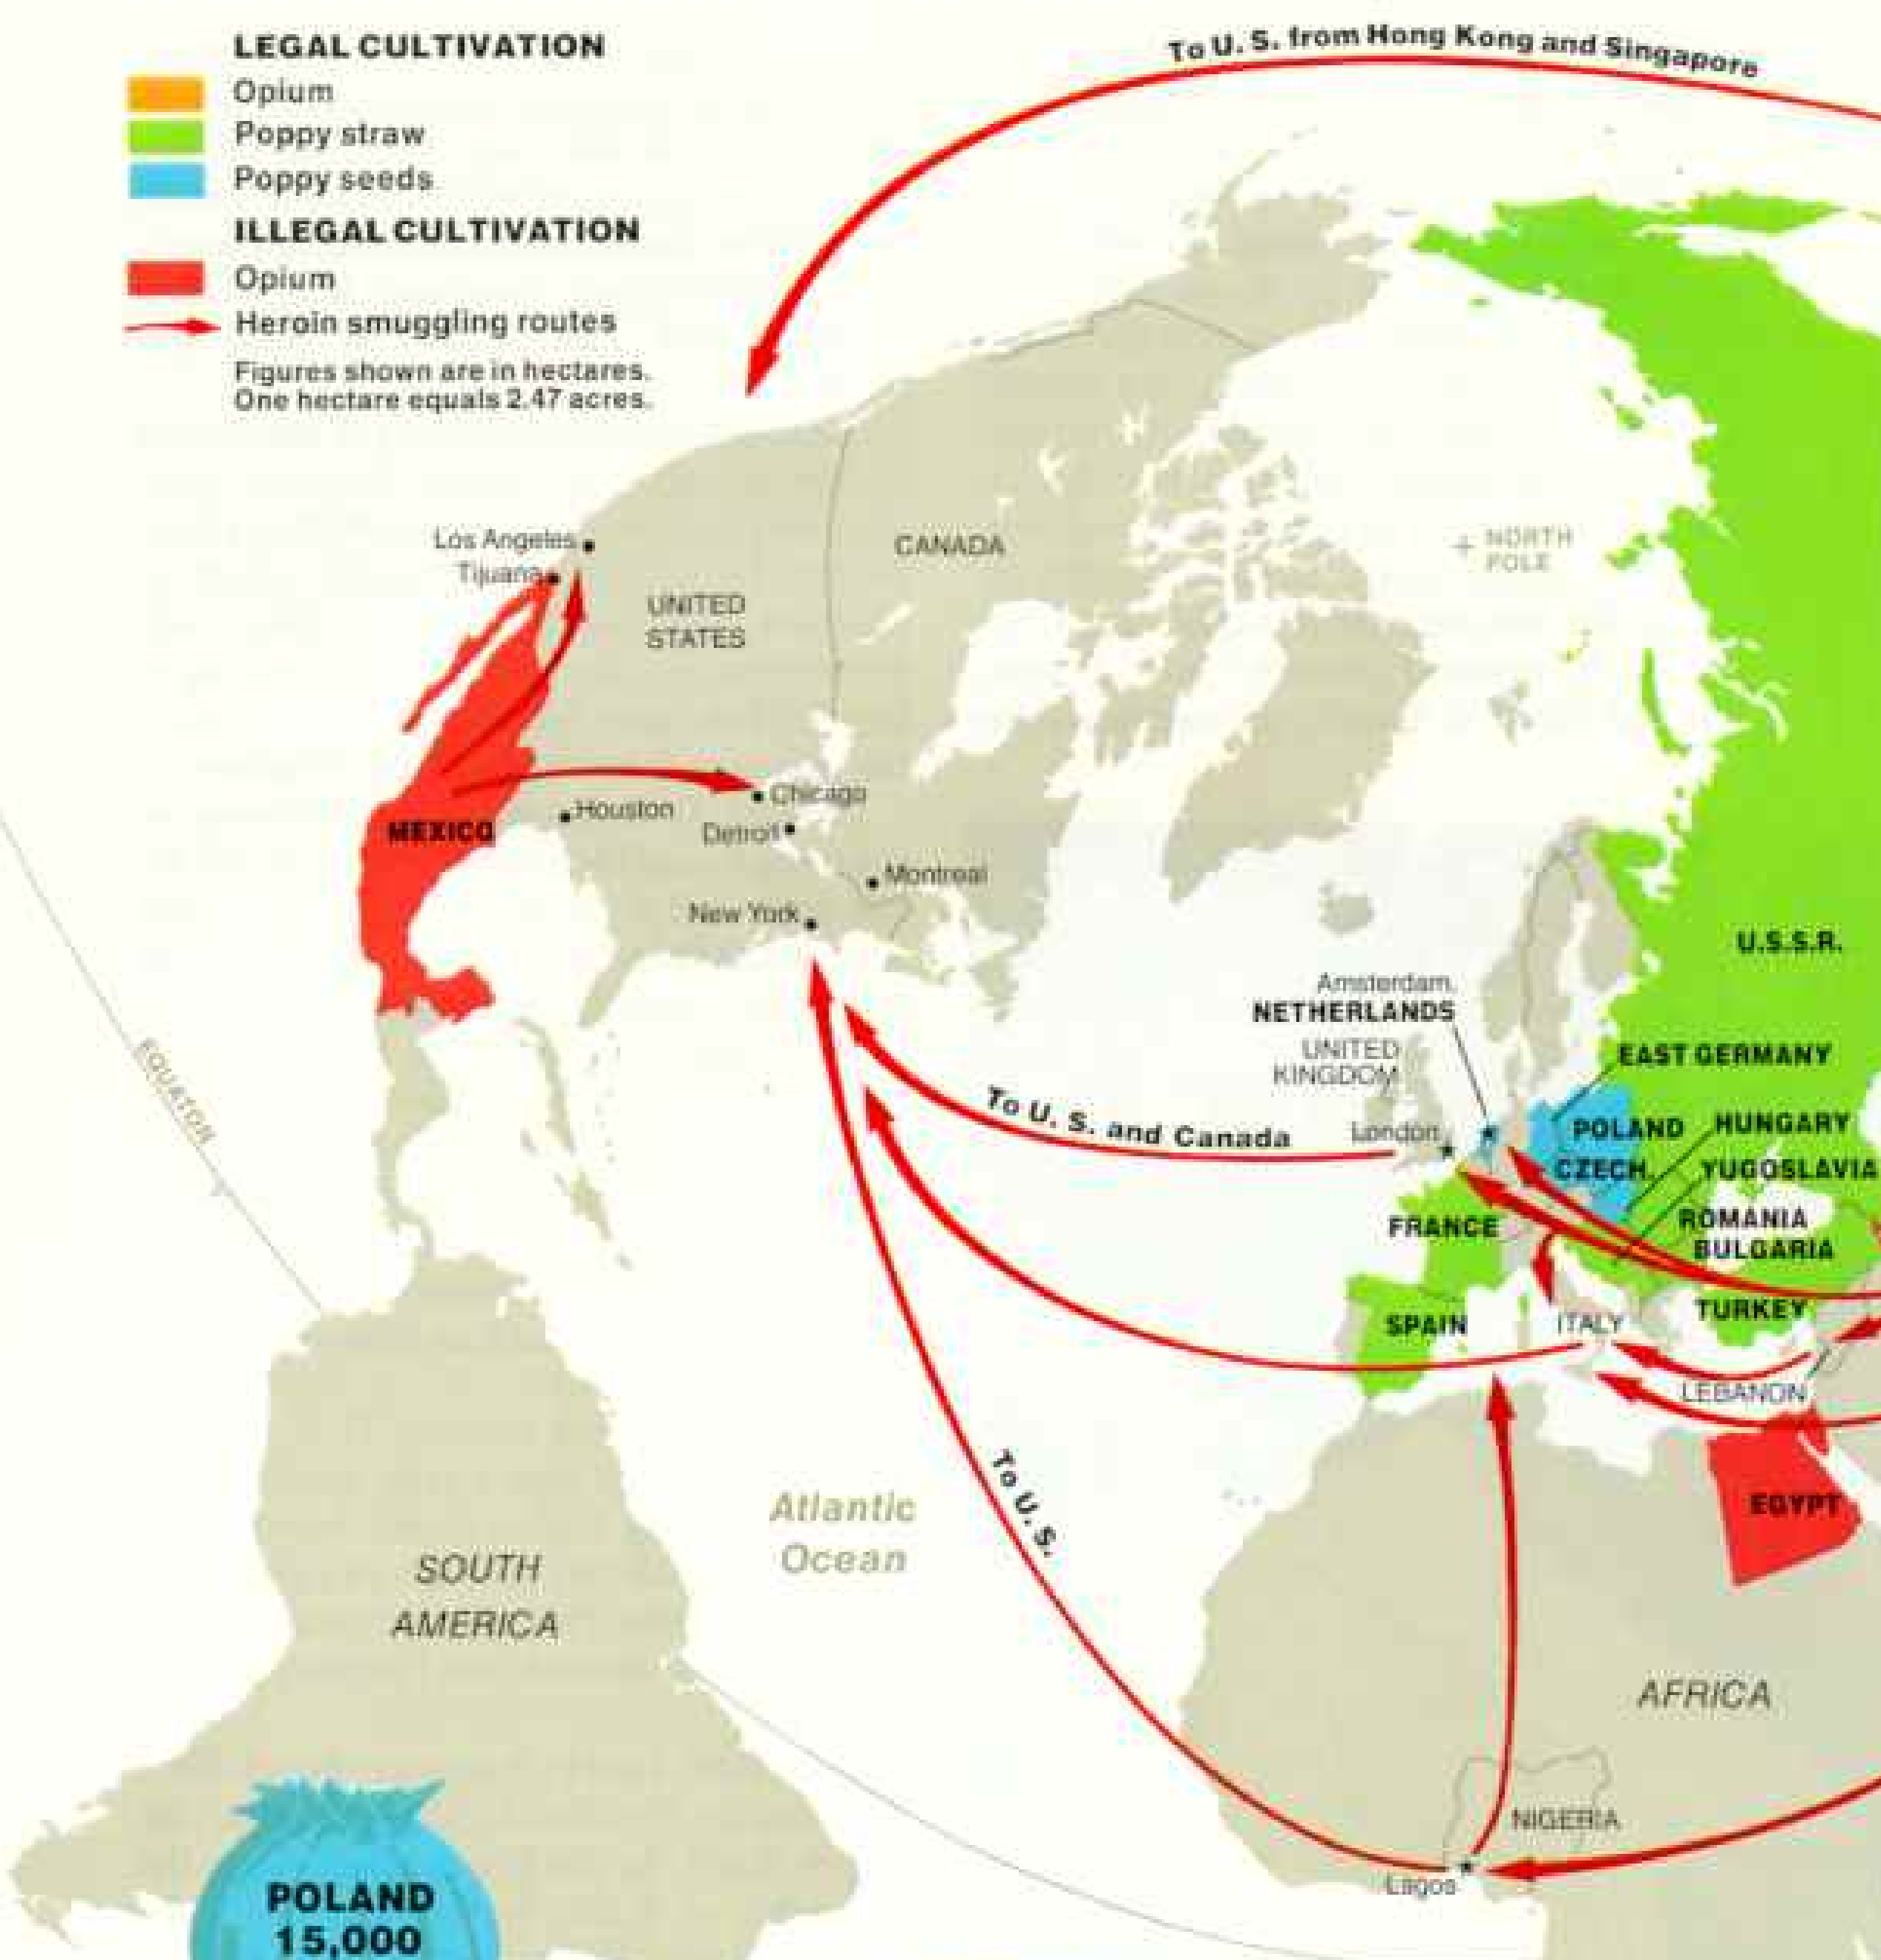 LEGAL CULTIVATION
Opium
Poppy straw
Poppy seeds
ILLEGAL CULTIVATION
Opium
Heroin smuggling routes
Figures shown are in hectares.
One hectare equals 2.47 acres.
To U. S. from Hong Kong and Singapore
Los Angeles
Tijuana
UNITED
STATES
CANADA
NORTH
POLE
MEXICO
Houston
Chicago
Detroit
Montreal
New York
U.S.S.R.
Amsterdam
NETHERLANDS
UNITED
KINGDOM
London
EAST GERMANY
POLAND
HUNGARY
CZECH.
YUGOSLAVIA
ROMANIA
BULGARIA
FRANCE
SPAIN
ITALY
TURKEY
LEBANON
EGYPT
EQUATOR
To U. S. and Canada
To U. S.
Atlantic
Ocean
SOUTH
AMERICA
AFRICA
NIGERIA
Lagos
POLAND
15,000